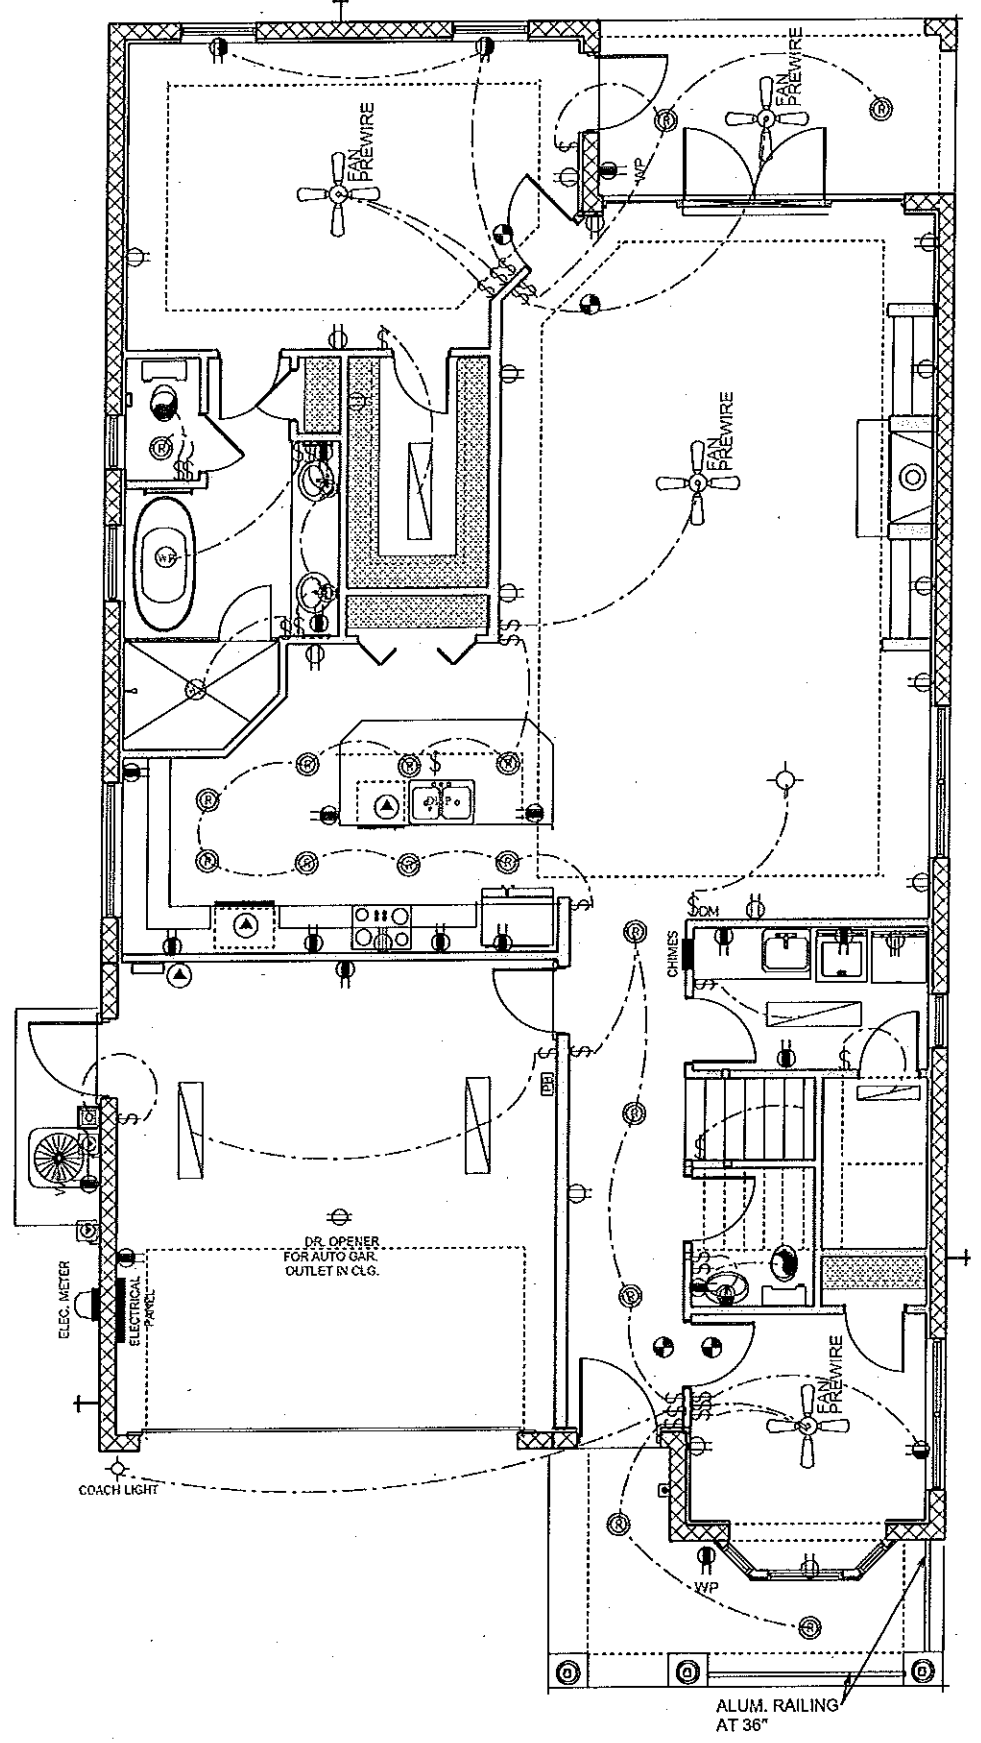 FAN
PREWIRE
FAN
PREWIRE
R
R
WP
FAN
PREWIRE
R
WP
R
R
R
R
R
R
R
R
DM
CHIMES
R
PB
R
DR. OPENER
FOR AUTO GAR.
OUTLET IN CLG.
ELEC. METER
ELECTRICAL
PANEL
R
FAN
PREWIRE
COACH LIGHT
R
WP
R
ALUM. RAILING
AT 36"